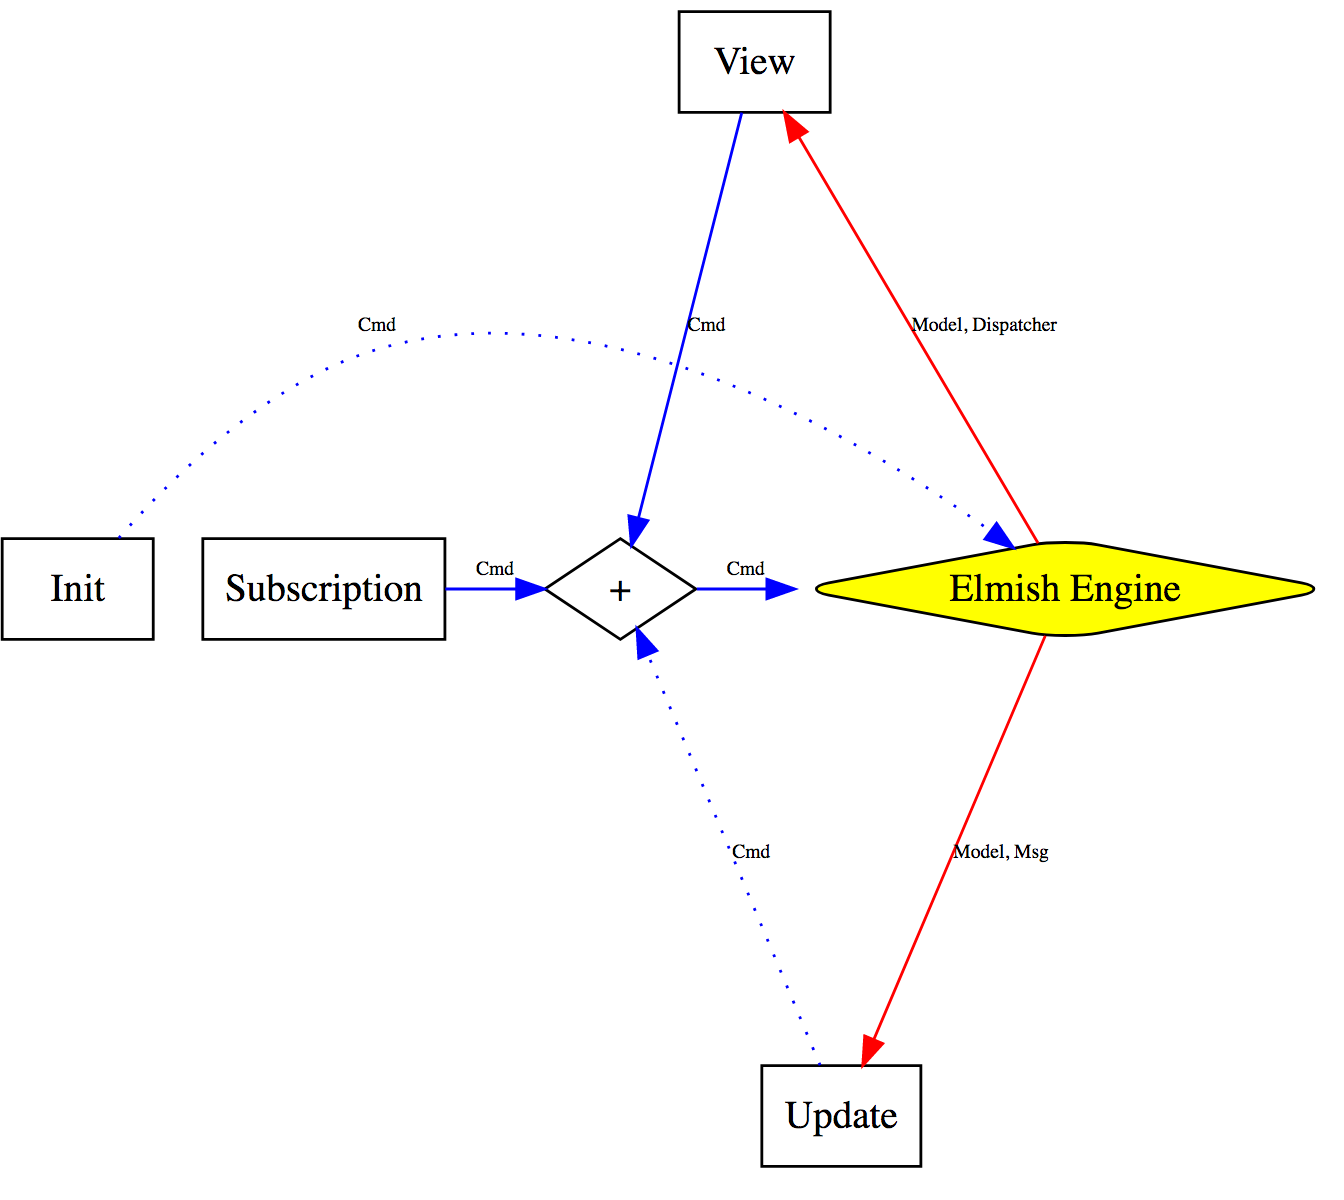 View
Cmd
Cmd
Model, Dispatcher
Init
Subscription
Cmd
+
Cmd
Elmish Engine
Cmd
Model, Msg
Update